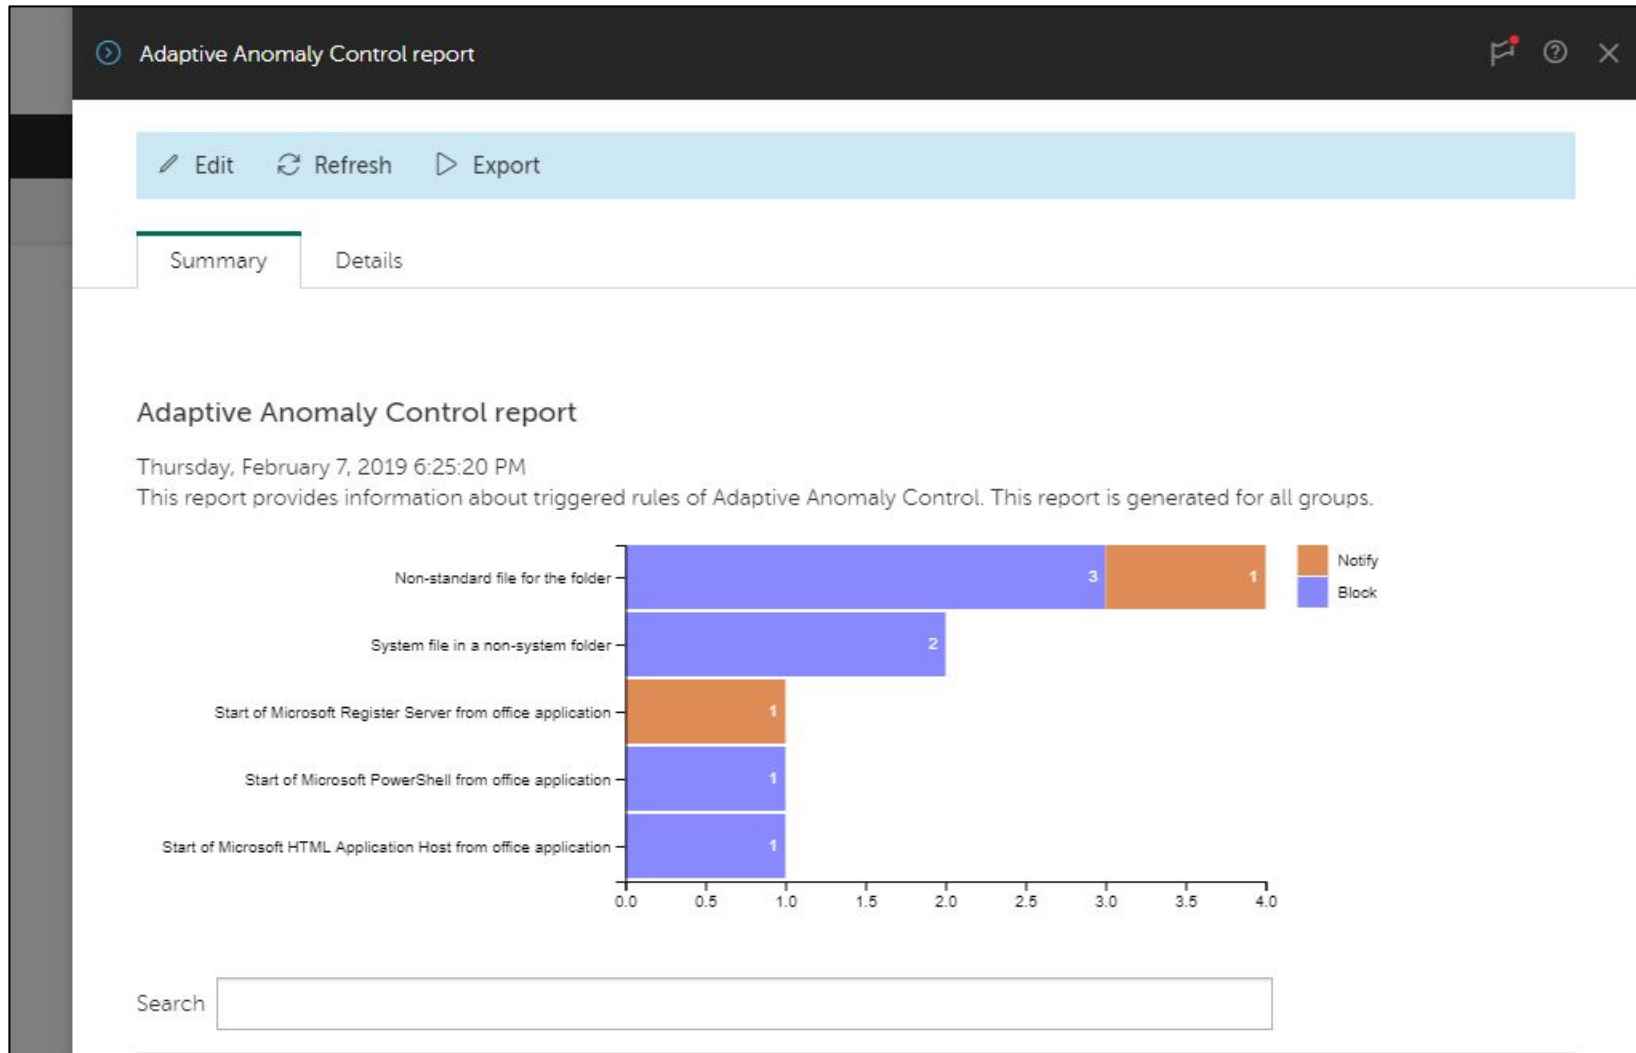 Adaptive Anomaly Control report
Edit Refresh Export
Summary Details
Adaptive Anomaly Control report
Thursday, February 7, 2019 6:25:20 PM
This report provides information about triggered rules of Adaptive Anomaly Control. This report is generated for all groups.
Non-standard file for the folder 3 1 Notify
Block
System file in a non-system folder 2
Start of Microsoft Register Server from office application 1
Start of Microsoft PowerShell from office application 1
Start of Microsoft HTML Application Host from office application 1
0.0 0.5 1.0 1.5 2.0 2.5 3.0 3.5 4.0
Search